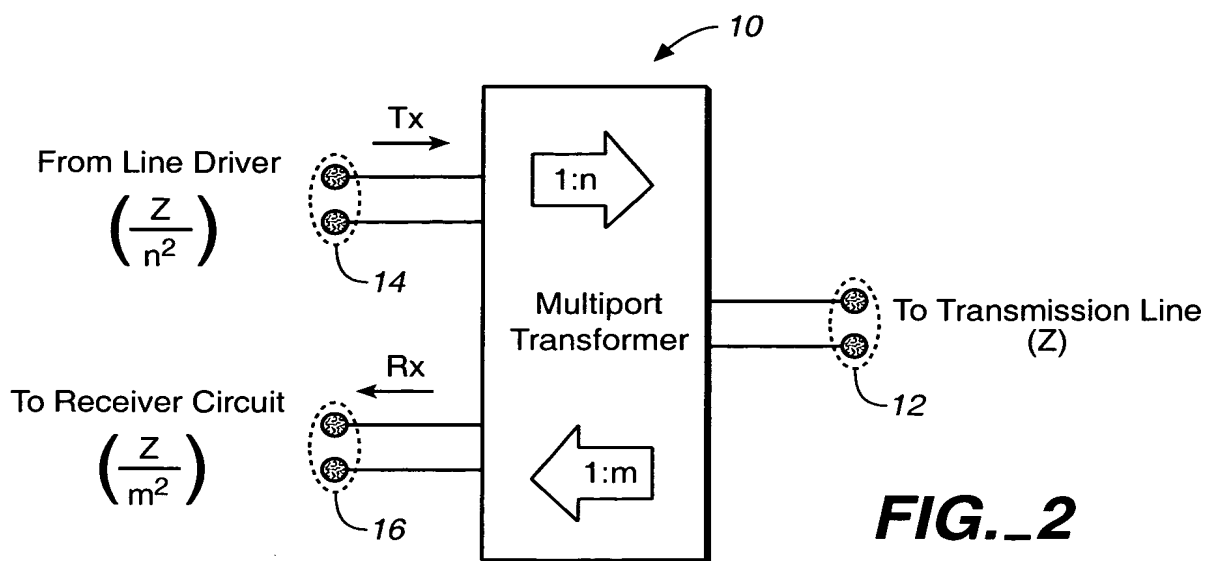 10
Tx
From Line Driver
(Z/n²)
14
1:n
Multiport
Transformer
To Transmission Line
(Z)
12
Rx
To Receiver Circuit
(Z/m²)
16
1:m
FIG._2